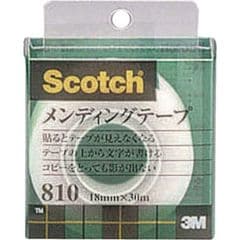 Scotch
メンディングテープ
貼るとテープが見えなくなる
テープの上から文字が書ける
コピーをとっても影が出ない
810
18mm×30m
TM
3M